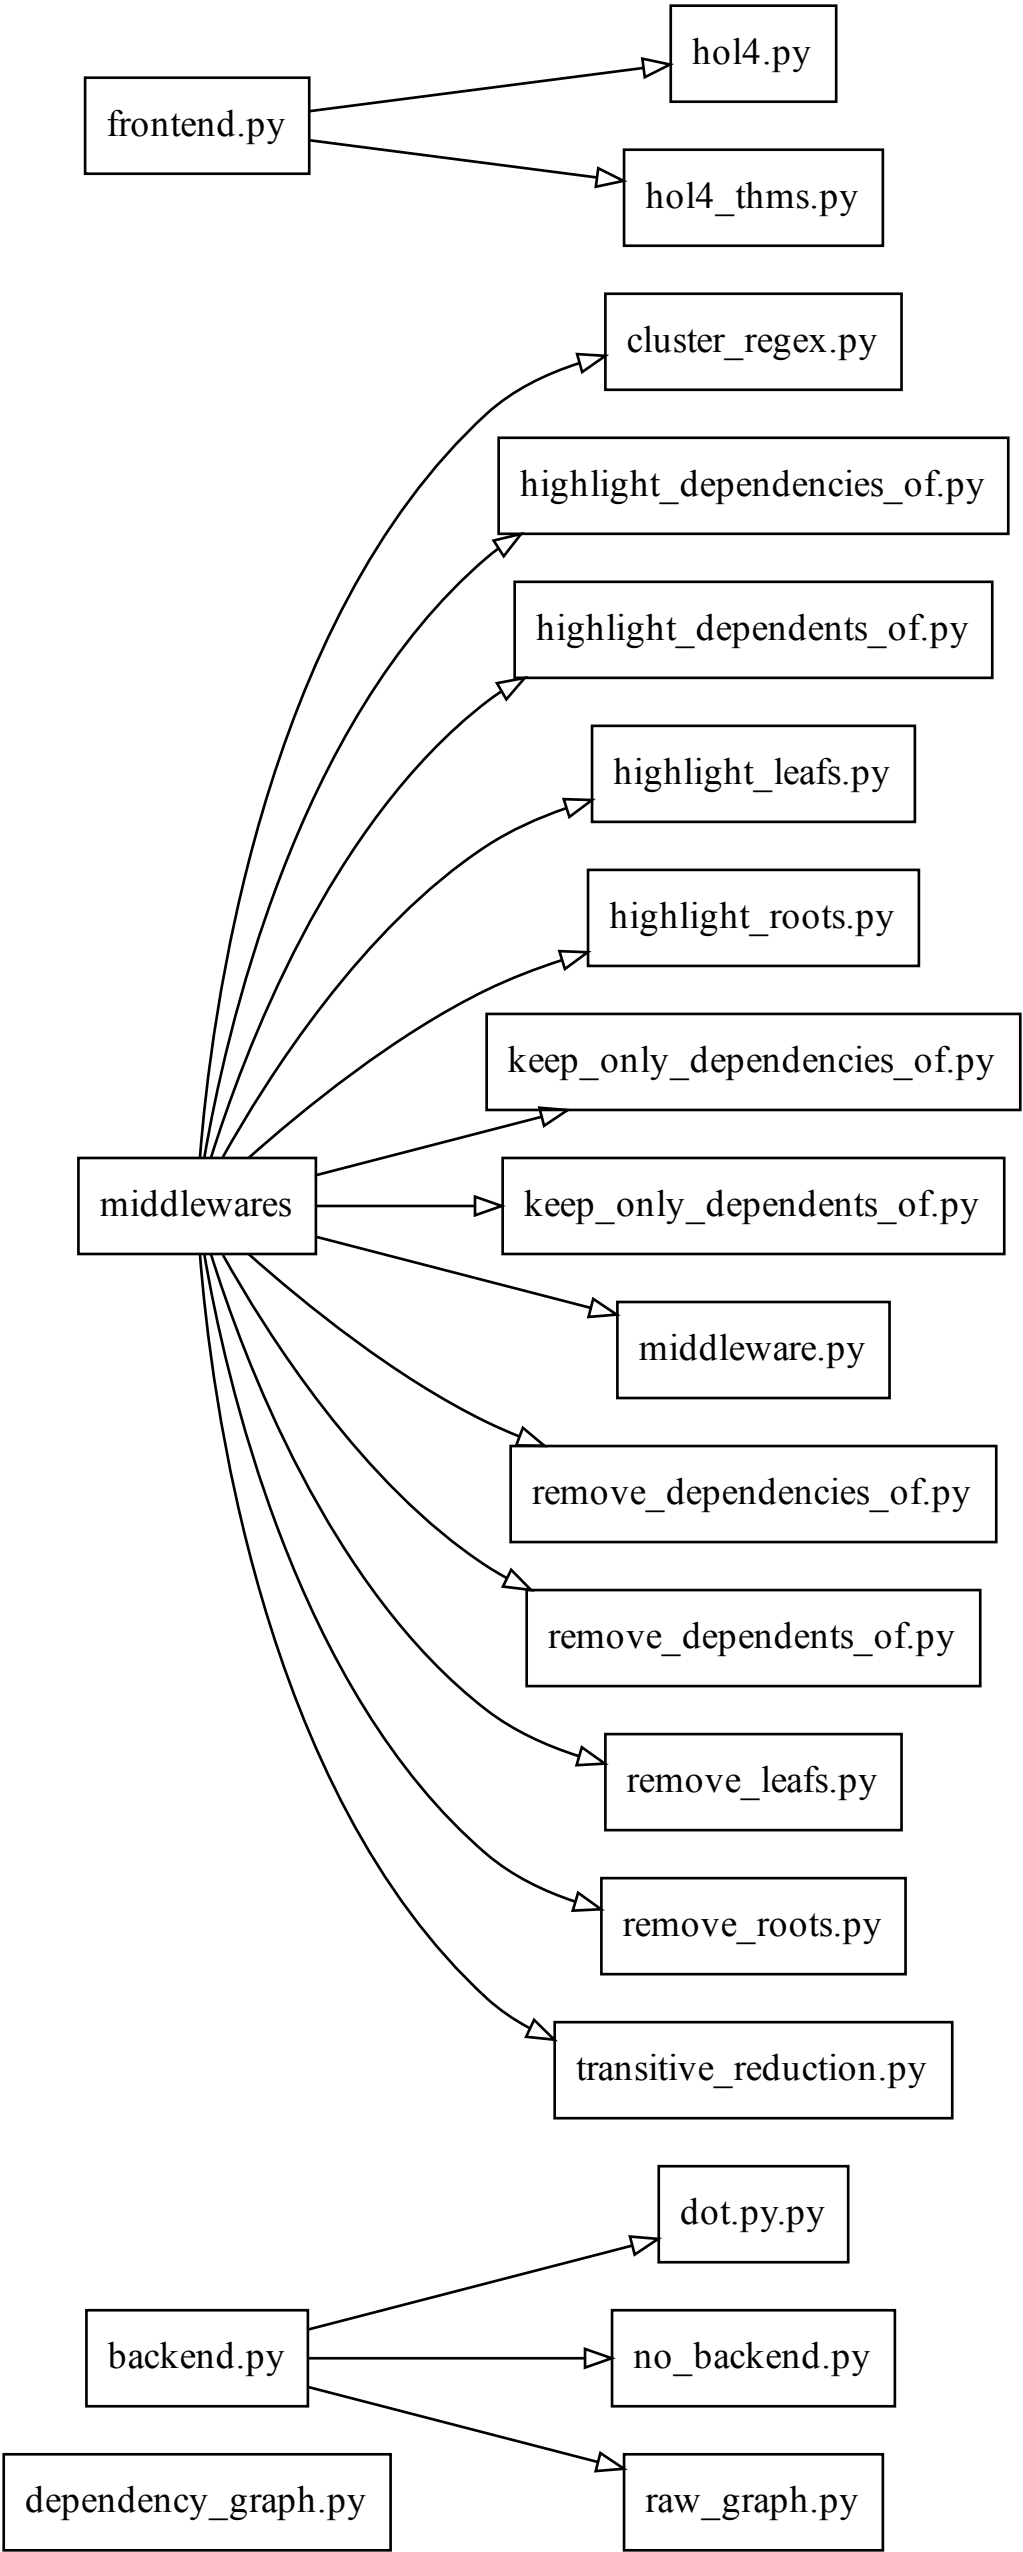 hol4.py
frontend.py
hol4_thms.py
cluster_regex.py
highlight_dependencies_of.py
highlight_dependents_of.py
highlight_leafs.py
highlight_roots.py
keep_only_dependencies_of.py
middlewares
keep_only_dependents_of.py
middleware.py
remove_dependencies_of.py
remove_dependents_of.py
remove_leafs.py
remove_roots.py
transitive_reduction.py
dot.py.py
backend.py
no_backend.py
dependency_graph.py
raw_graph.py